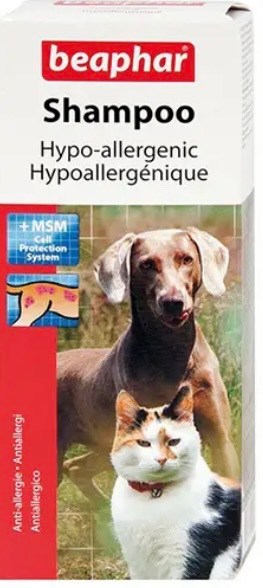 beaphar
Shampoo
Hypo-allergenic
Hypoallergénique
+ MSM
Cell
Protection
System
Anti-allergie • Antiallergi
Antiallergico